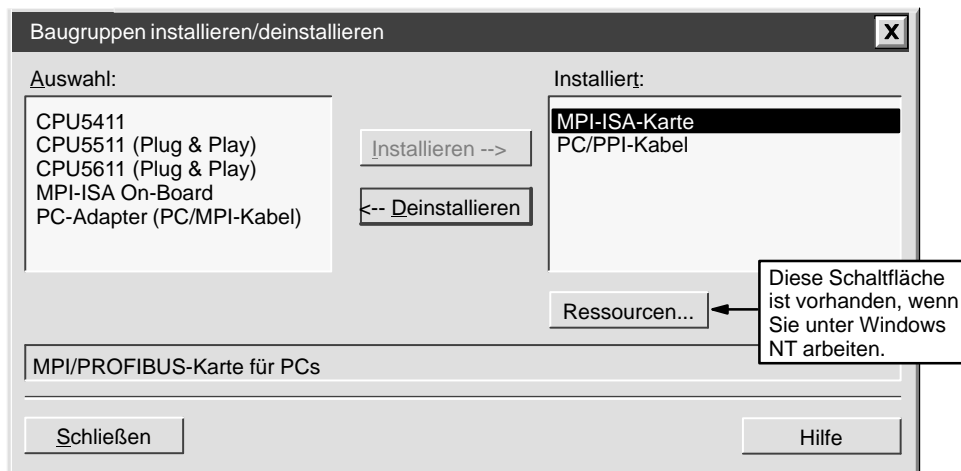 Baugruppen installieren/deinstallieren
X
Auswahl:
CPU5411
CPU5511 (Plug & Play)
CPU5611 (Plug & Play)
MPI-ISA On-Board
PC-Adapter (PC/MPI-Kabel)
Installieren -->
<-- Deinstallieren
Installiert:
MPI-ISA-Karte
PC/PPI-Kabel
Ressourcen...
Diese Schaltfläche
ist vorhanden, wenn
Sie unter Windows
NT arbeiten.
MPI/PROFIBUS-Karte für PCs
Schließen
Hilfe